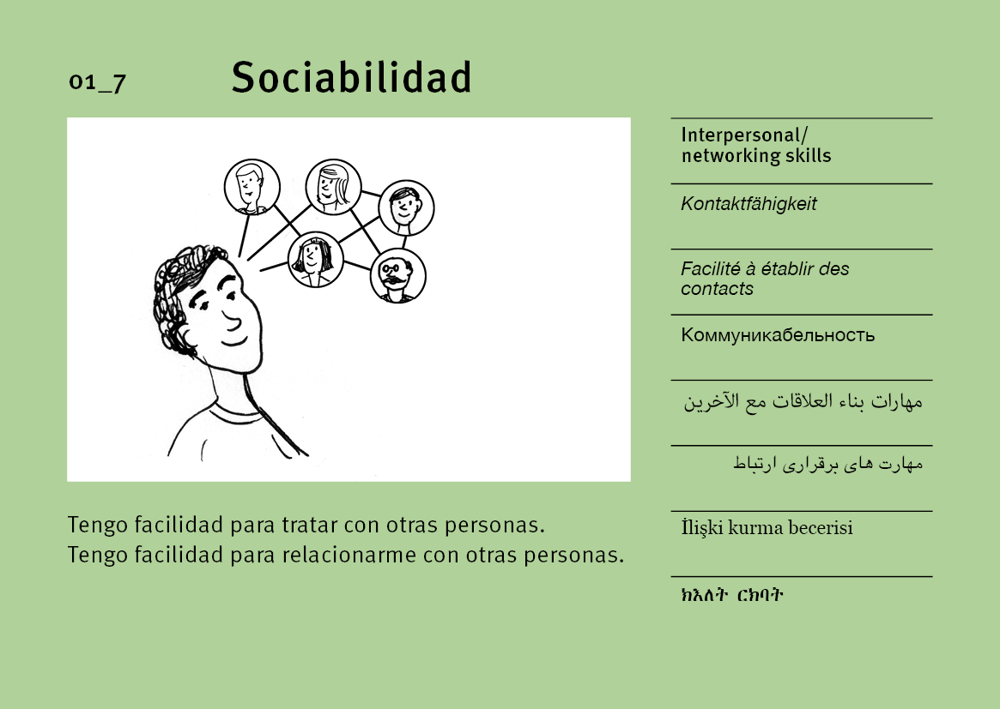 01_7
Sociabilidad
Tengo facilidad para tratar con otras personas.
Tengo facilidad para relacionarme con otras personas.
Interpersonal/
networking skills
Kontaktfähigkeit
Facilité à établir des
contacts
Коммуникабельность
مهارات بناء العلاقات مع الآخرين
مهارت های برقراری ارتباط
İlişki kurma becerisi
ክእለት ርክባት